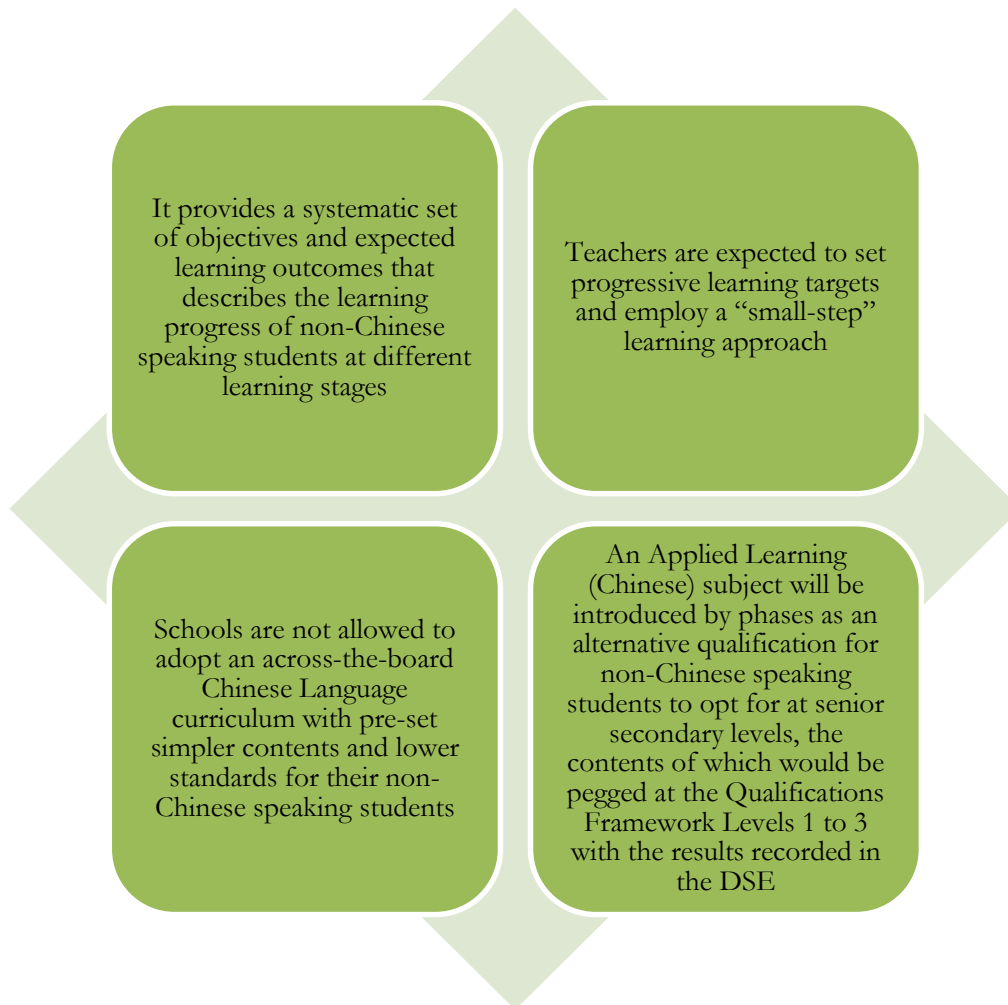 It provides a systematic set
of objectives and expected
learning outcomes that
describes the learning
progress of non-Chinese
speaking students at different
learning stages
Teachers are expected to set
progressive learning targets
and employ a “small-step”
learning approach
Schools are not allowed to
adopt an across-the-board
Chinese Language
curriculum with pre-set
simpler contents and lower
standards for their non-
Chinese speaking students
An Applied Learning
(Chinese) subject will be
introduced by phases as an
alternative qualification for
non-Chinese speaking
students to opt for at senior
secondary levels, the
contents of which would be
pegged at the Qualifications
Framework Levels 1 to 3
with the results recorded in
the DSE